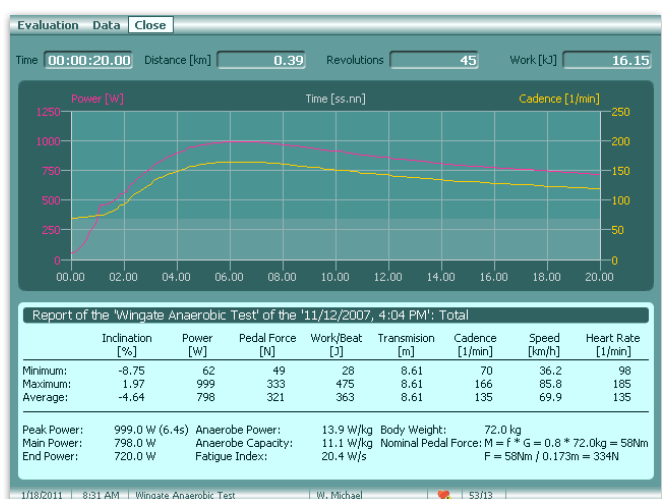 Evaluation Data Close
Time 00:00:20.00 Distance [km] 0.39 Revolutions 45 Work [kJ] 16.15
Power [W] Time [ss.nn] Cadence [1/min]
1250 250
1000 200
750 150
500 100
250 50
0 0
00.00 02.00 04.00 06.00 08.00 10.00 12.00 14.00 16.00 18.00 20.00
Report of the 'Wingate Anaerobic Test' of the '11/12/2007, 4:04 PM': Total
Inclination Power Pedal Force Work/Beat Transmision Cadence Speed Heart Rate
[%] [W] [N] [J] [m] [1/min] [km/h] [1/min]
Minimum: -8.75 62 49 28 8.61 70 36.2 98
Maximum: 1.97 999 333 475 8.61 166 85.8 185
Average: -4.64 798 321 363 8.61 135 69.9 135
Peak Power: 999.0 W (6.4s) Anaerobe Power: 13.9 W/kg Body Weight: 72.0 kg
Main Power: 798.0 W Anaerobe Capacity: 11.1 W/kg Nominal Pedal Force: M = f * G = 0.8 * 72.0kg = 58Nm
End Power: 720.0 W Fatigue Index: 20.4 W/s F = 58Nm / 0.173m = 334N
1/18/2011 8:31 AM Wingate Anaerobic Test W. Michael 53/13